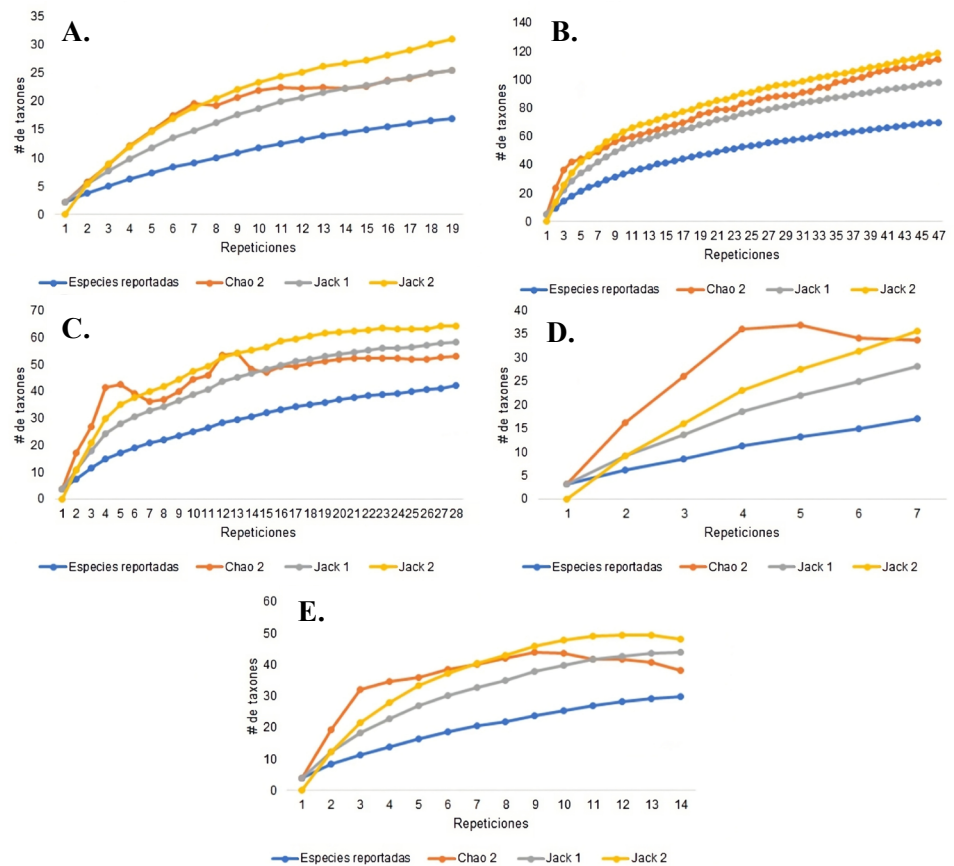 A.
# de taxones
35
30
25
20
15
10
5
0
1 2 3 4 5 6 7 8 9 10 11 12 13 14 15 16 17 18 19
Repeticiones
Especies reportadas Chao 2 Jack 1 Jack 2
B.
# de taxones
140
120
100
80
60
40
20
0
1 3 5 7 9 11 13 15 17 19 21 23 25 27 29 31 33 35 37 39 41 43 45 47
Repeticiones
Especies reportadas Chao 2 Jack 1 Jack 2
C.
# de taxones
70
60
50
40
30
20
10
0
1 2 3 4 5 6 7 8 9 10 11 12 13 14 15 16 17 18 19 20 21 22 23 24 25 26 27 28
Repeticiones
Especies reportadas Chao 2 Jack 1 Jack 2
D.
# de taxones
40
35
30
25
20
15
10
5
0
1 2 3 4 5 6 7
Repeticiones
Especies reportadas Chao 2 Jack 1 Jack 2
E.
# de taxones
60
50
40
30
20
10
0
1 2 3 4 5 6 7 8 9 10 11 12 13 14
Repeticiones
Especies reportadas Chao 2 Jack 1 Jack 2